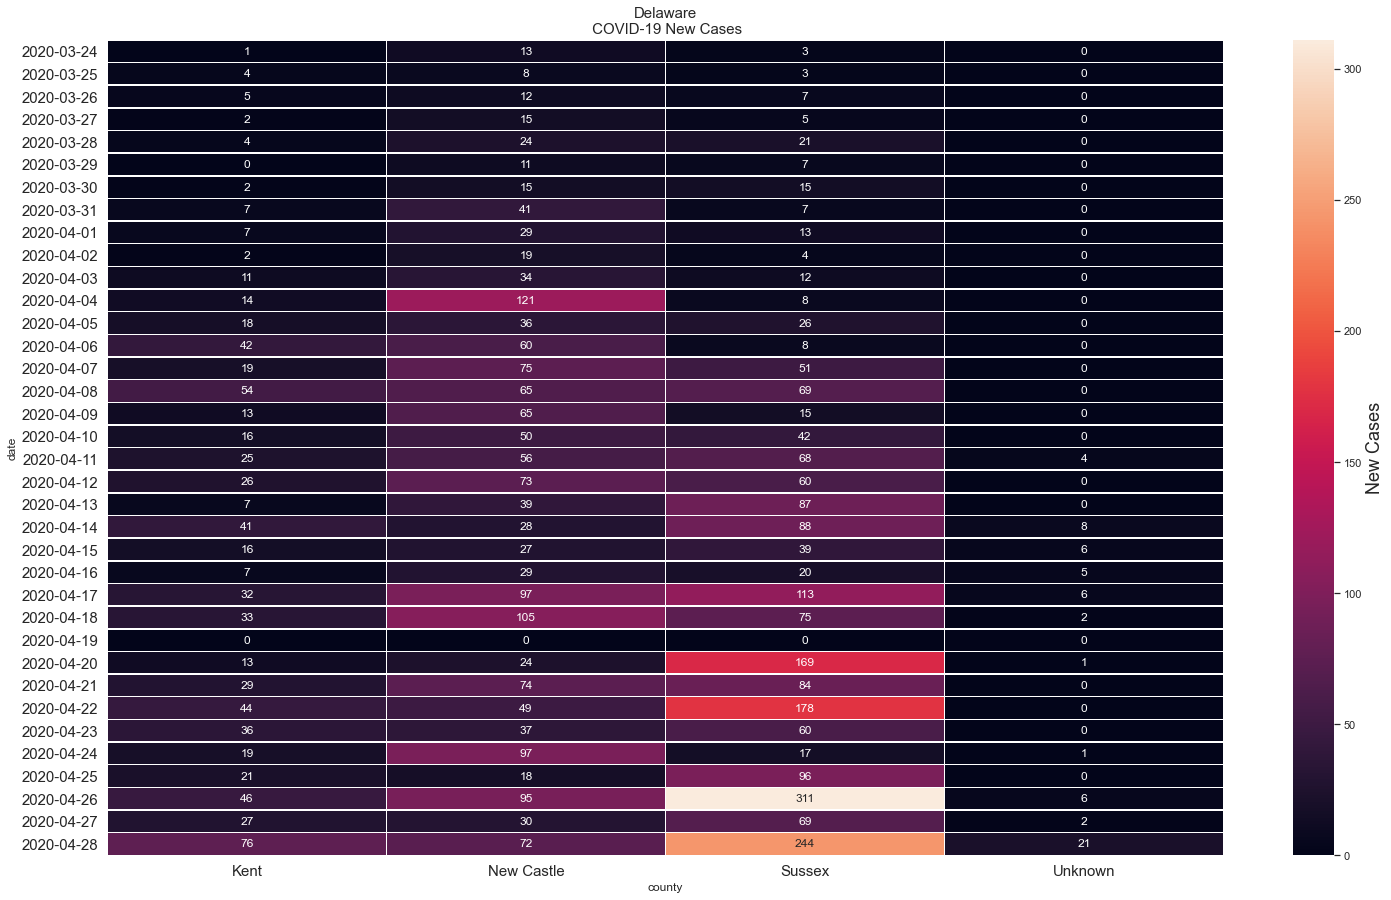 Delaware
COVID-19 New Cases
2020-03-24 1 13 3 0
2020-03-25 4 8 3 0
2020-03-26 5 12 7 0
2020-03-27 2 15 5 0
2020-03-28 4 24 21 0
2020-03-29 0 11 7 0
2020-03-30 2 15 15 0
2020-03-31 7 41 7 0
2020-04-01 7 29 13 0
2020-04-02 2 19 4 0
2020-04-03 11 34 12 0
2020-04-04 14 121 8 0
2020-04-05 18 36 26 0
2020-04-06 42 60 8 0
2020-04-07 19 75 51 0
2020-04-08 54 65 69 0
2020-04-09 13 65 15 0
2020-04-10 16 50 42 0
2020-04-11 25 56 68 4
2020-04-12 26 73 60 0
2020-04-13 7 39 87 0
2020-04-14 41 28 88 8
2020-04-15 16 27 39 6
2020-04-16 7 29 20 5
2020-04-17 32 97 113 6
2020-04-18 33 105 75 2
2020-04-19 0 0 0 0
2020-04-20 13 24 169 1
2020-04-21 29 74 84 0
2020-04-22 44 49 178 0
2020-04-23 36 37 60 0
2020-04-24 19 97 17 1
2020-04-25 21 18 96 0
2020-04-26 46 95 311 6
2020-04-27 27 30 69 2
2020-04-28 76 72 244 21
Kent New Castle Sussex Unknown
county
date
300
250
200
150
100
50
0
New Cases